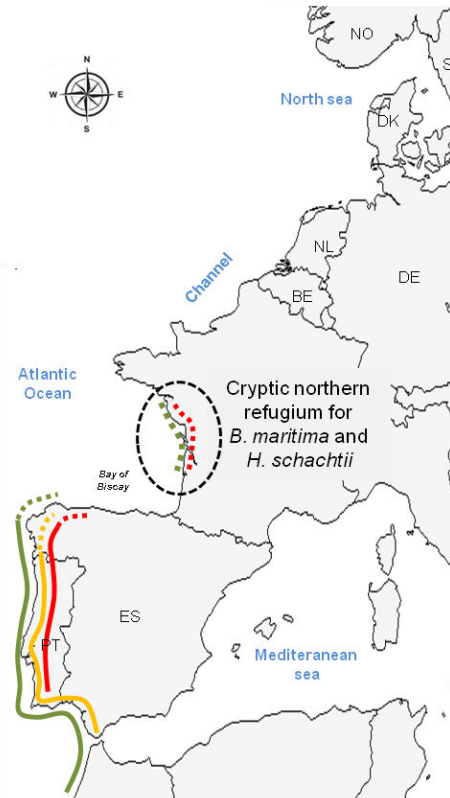 NO
N
W
E
S
North sea
S
DK
NL
DE
BE
Channel
Atlantic
Ocean
Cryptic northern
refugium for
B. maritima and
H. schachtii
Bay of
Biscay
ES
PT
Mediteranean
sea